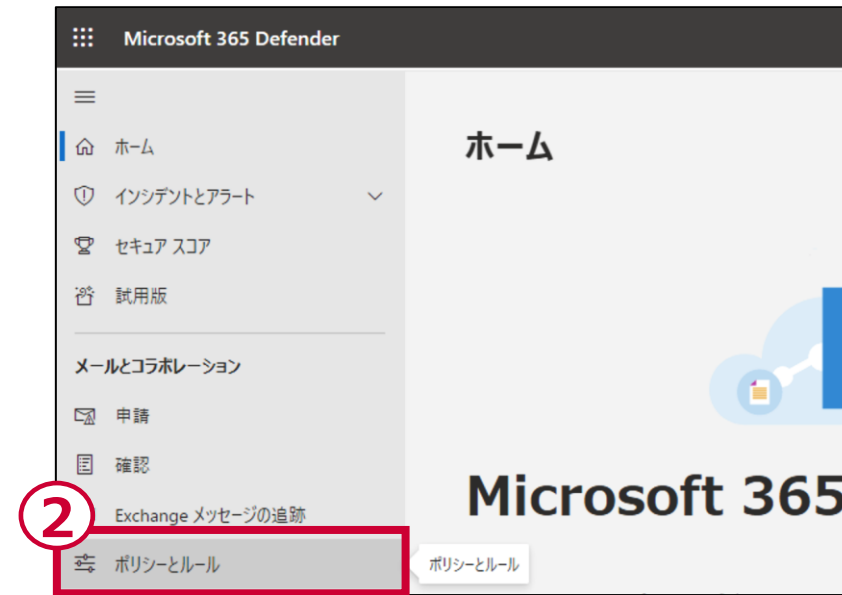 Microsoft 365 Defender
ホーム
インシデントとアラート
セキュア スコア
試用版
メールとコラボレーション
申請
確認
Exchange メッセージの追跡
② 
ポリシーとルール
ポリシーとルール
ホーム
Microsoft 365